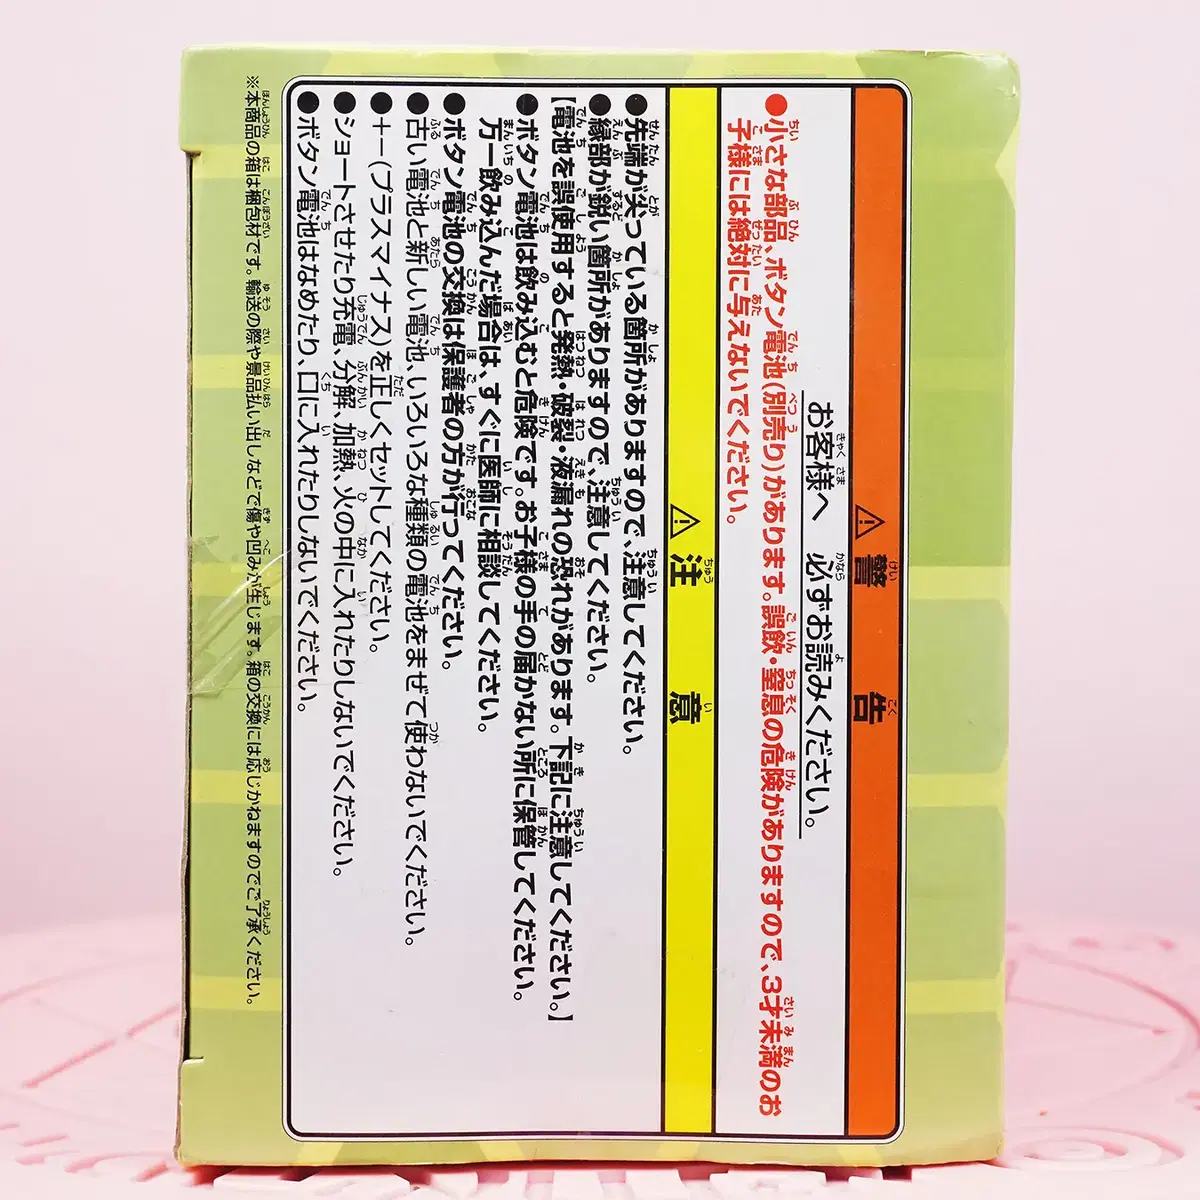 警告
お客様へ 必ずお読みください。
●小さな部品、ボタン電池(別売り)があります。誤飲・窒息の危険がありますので、3才未満のお
子様には絶対に与えないでください。
注意
●先端が尖っている箇所がありますので、注意してください。
●縁部が鋭い箇所がありますので、注意してください。
【電池を誤使用すると発熱・破裂・液漏れの恐れがあります。下記に注意してください。】
●ボタン電池は飲み込むと危険です。お子様の手の届かない所に保管してください。
万一飲み込んだ場合は、すぐに医師に相談してください。
●ボタン電池の交換は保護者の方が行ってください。
●古い電池と新しい電池、いろいろな種類の電池をまぜて使わないでください。
●+-(プラスマイナス)を正しくセットしてください。
●ショートさせたり充電、分解、加熱、火の中に入れたりしないでください。
●ボタン電池はなめたり、口に入れたりしないでください。
※本商品の箱は梱包材です。輸送の際や景品払い出しなどで傷や凹みが生じます。箱の交換には応じかねますのでご了承ください。